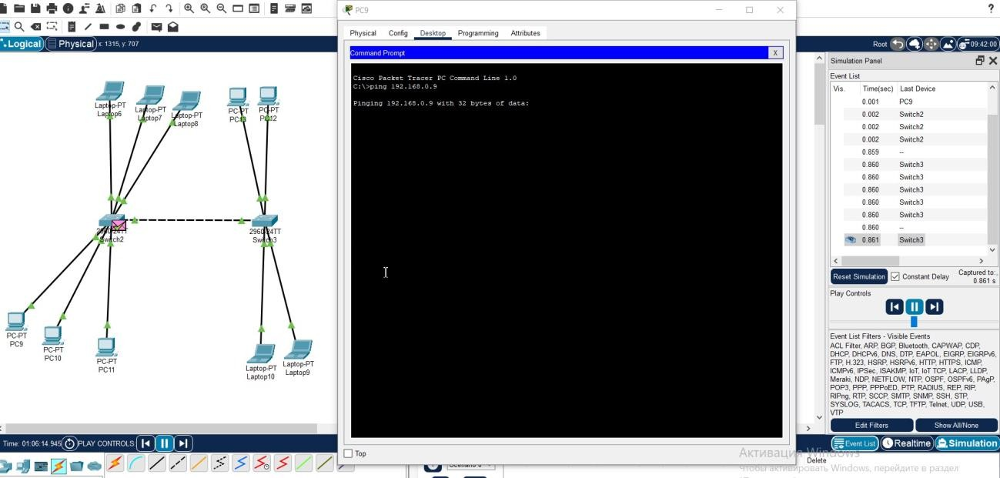 PC9
Physical Config Desktop Programming Attributes
Command Prompt X
Cisco Packet Tracer PC Command Line 1.0
C:\>ping 192.168.0.9
Pinging 192.168.0.9 with 32 bytes of data:
Top
Logical Physical x: 1315, y: 707
Root 09:42:00
Laptop-PT
Laptop6
Laptop-PT
Laptop7
Laptop-PT
Laptop8
PC-PT
PC13
PC-PT
PC12
2960-24TT
Switch2
2960-24TT
Switch3
PC-PT
PC9
PC-PT
PC10
PC-PT
PC11
Laptop-PT
Laptop10
Laptop-PT
Laptop9
Simulation Panel
Event List
Vis. Time(sec) Last Device
0.001 PC9
0.002 Switch2
0.002 Switch2
0.002 Switch2
0.859 --
0.860 Switch3
0.860 Switch3
0.860 Switch3
0.860 Switch3
0.860 Switch3
0.860 --
0.861 Switch3
Reset Simulation Constant Delay Captured to:
0.861 s
Play Controls
Event List Filters - Visible Events
ACL Filter, ARP, BGP, Bluetooth, CAPWAP, CDP,
DHCP, DHCPv6, DNS, DTP, EAPOL, EIGRP, EIGRPv6,
FTP, H.323, HSRP, HSRPv6, HTTP, HTTPS, ICMP,
ICMPv6, IPSec, ISAKMP, IoT, IoT TCP, LACP, LLDP,
Meraki, NDP, NETFLOW, NTP, OSPF, OSPFv6, PAgP,
POP3, PPP, PPPoED, PTP, RADIUS, REP, RIP,
RIPng, RTP, SCCP, SMTP, SNMP, SSH, STP,
SYSLOG, TACACS, TCP, TFTP, Telnet, UDP, USB,
VTP
Edit Filters Show All/None
Time: 01:06:14.945 PLAY CONTROLS:
Event List Realtime Simulation
Активация Windows
Чтобы активировать Windows, перейдите в раздел
Scenario 0
Delete